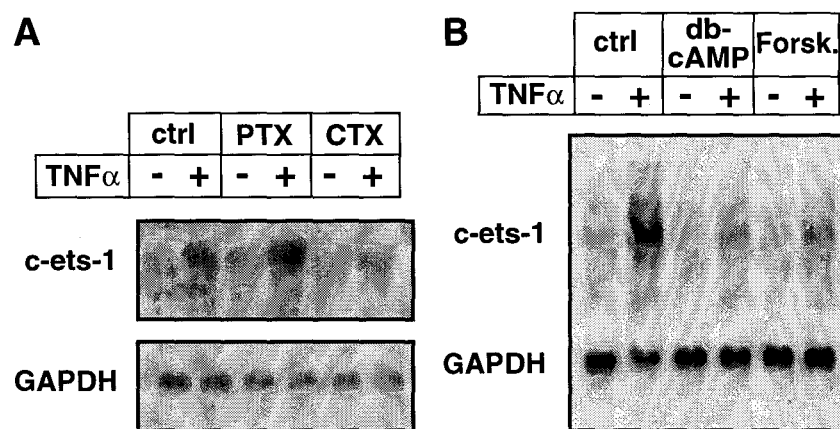 A
ctrl PTX CTX
TNFα - + - + - +
c-ets-1
GAPDH
B
ctrl db-cAMP Forsk.
TNFα - + - + - +
c-ets-1
GAPDH